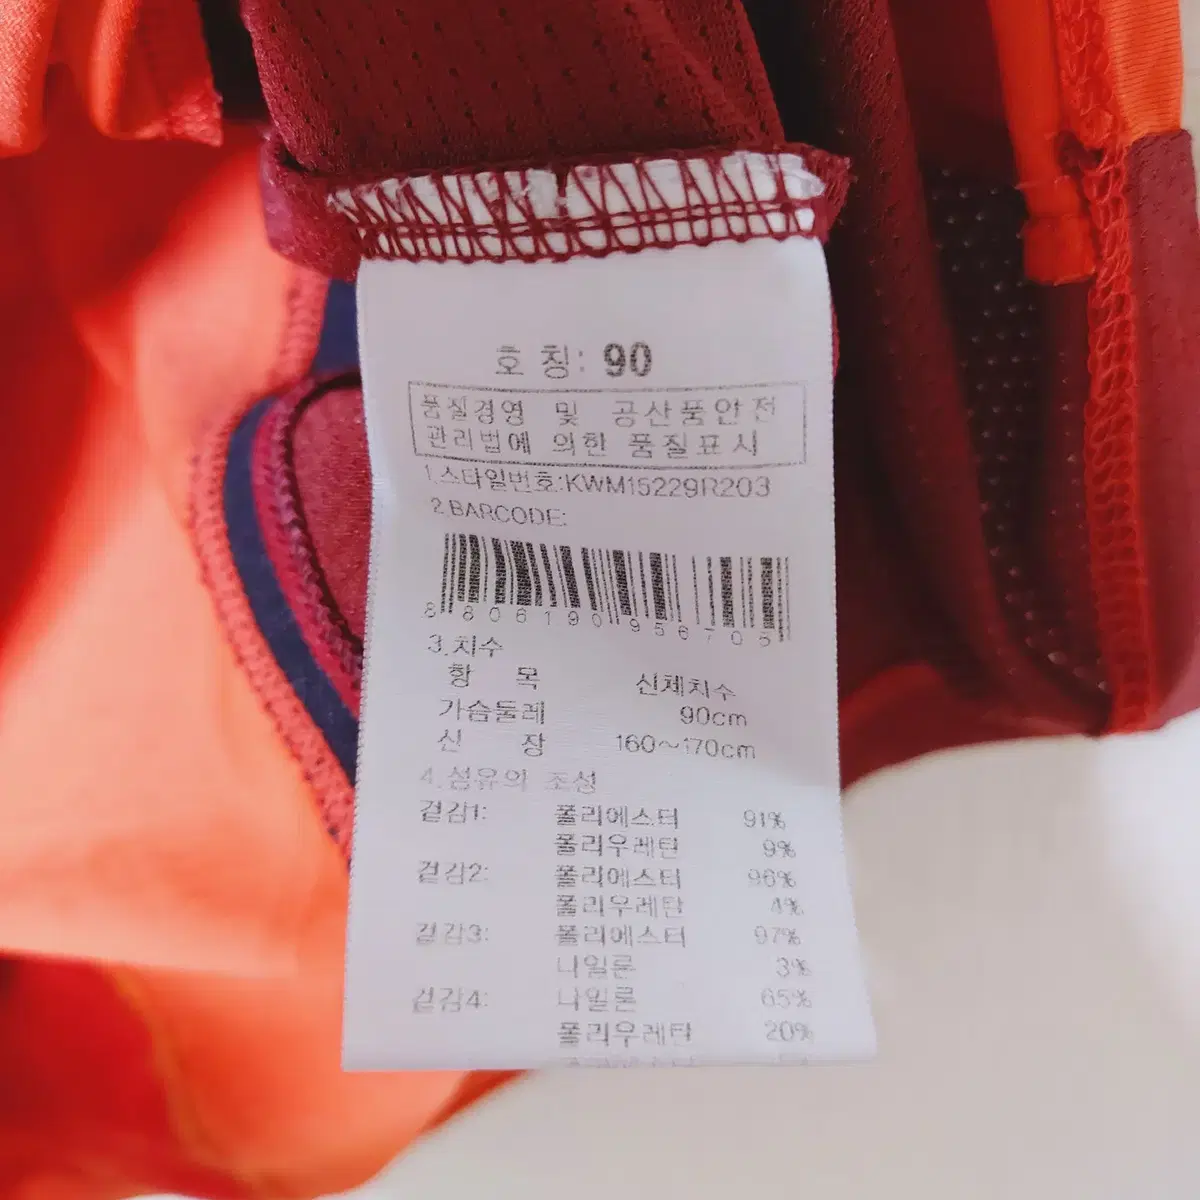 호 칭: 90
품질경영 및 공산품안전
관리법에 의한 품질표시
1.스타일번호:KWM15229R203
2.BARCODE:
8 806190 956705
3.치수
항 목 신체치수
가슴둘레 90cm
신 장 160~170cm
4.섬유의 조성
겉감1: 폴리에스터 91%
폴리우레탄 9%
겉감2: 폴리에스터 96%
폴리우레탄 4%
겉감3: 폴리에스터 97%
나일론 3%
겉감4: 나일론 65%
폴리우레탄 20%